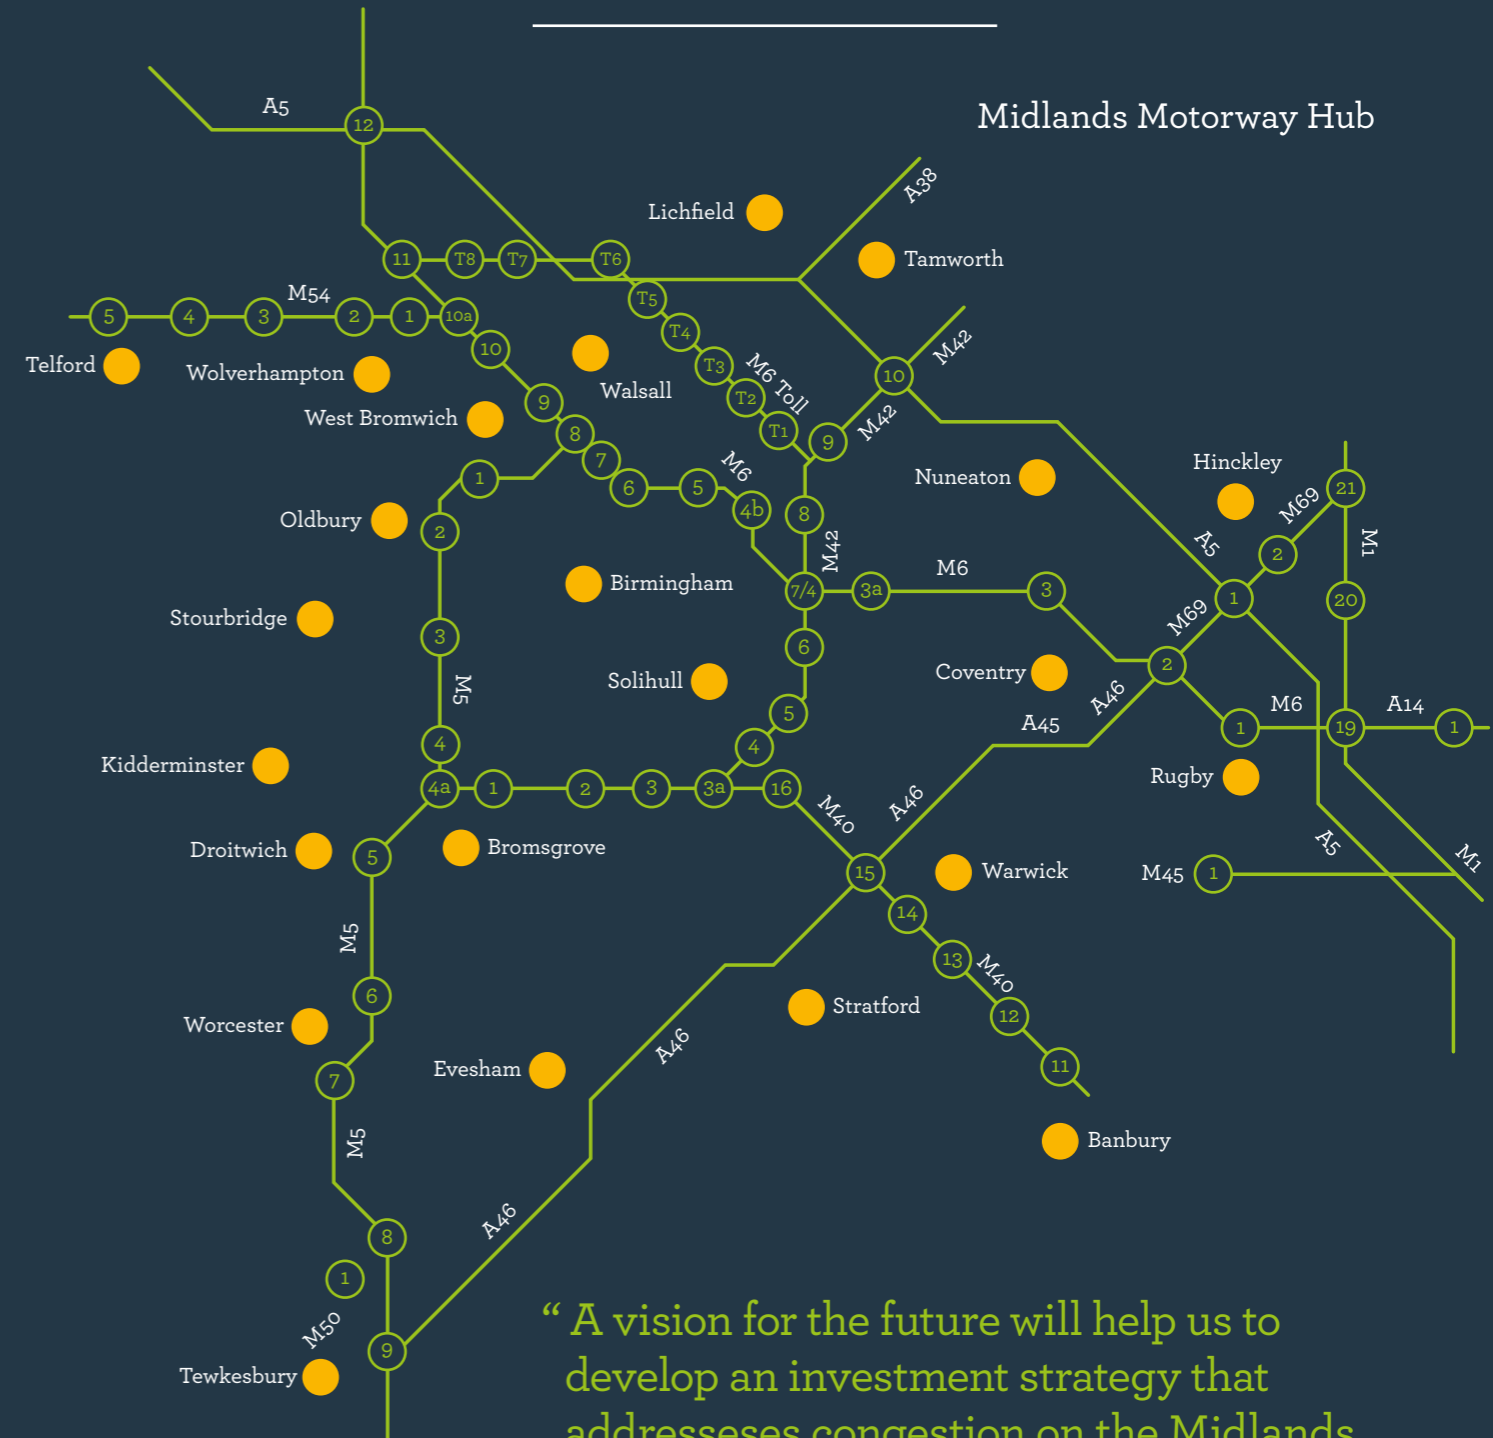 Midlands Motorway Hub
A5
12
A38
Lichfield
Tamworth
11
T8
T7
T6
T5
M54
5
4
3
2
1
10a
T4
M42
10
T3
M6 Toll
10
Telford
Wolverhampton
Walsall
T2
9
West Bromwich
T1
M42
9
8
7
1
6
5
M6
4b
8
Nuneaton
Hinckley
21
M69
Oldbury
2
M42
A5
2
M1
Birmingham
7/4
3a
M6
3
1
20
Stourbridge
3
6
M69
2
Solihull
Coventry
M5
5
A46
A45
M6
A14
1
19
1
4
4
Kidderminster
Rugby
4a
1
2
3
3a
16
M40
A46
Droitwich
5
Bromsgrove
15
Warwick
A5
M45
1
M1
14
M5
13
M40
6
Worcester
Stratford
12
A46
Evesham
7
11
M5
Banbury
A46
8
1
M50
9
Tewkesbury
“ A vision for the future will help us to
develop an investment strategy that
addresseses congestion on the Midlands